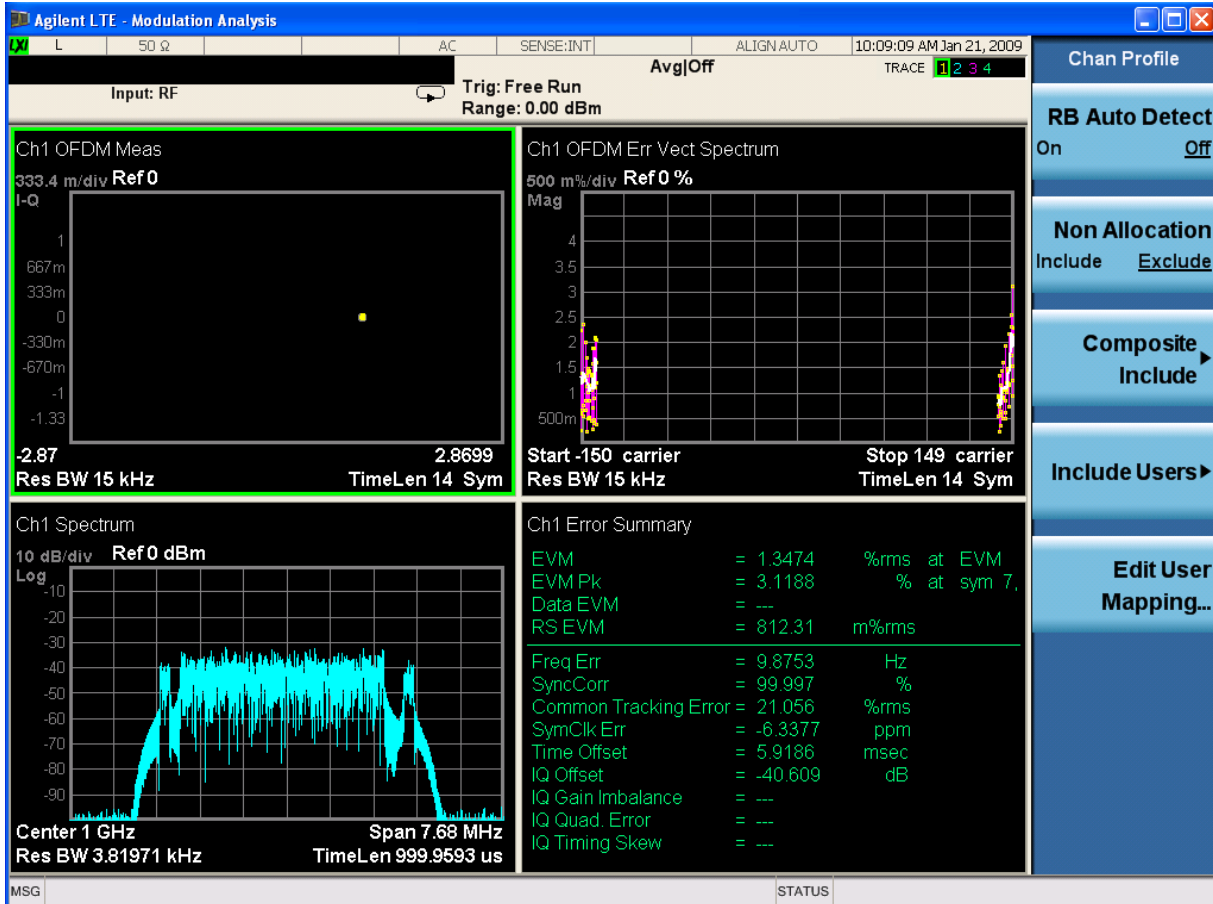 Agilent LTE - Modulation Analysis
LXI L 50 Ω AC SENSE:INT ALIGN AUTO 10:09:09 AM Jan 21, 2009
Avg|Off
TRACE 1 2 3 4
Input: RF
Trig: Free Run
Range: 0.00 dBm
Ch1 OFDM Meas
333.4 m/div Ref 0
I-Q
1
667m
333m
0
-330m
-670m
-1
-1.33
-2.87 2.8699
Res BW 15 kHz TimeLen 14 Sym
Ch1 OFDM Err Vect Spectrum
500 m%/div Ref 0 %
Mag
4
3.5
3
2.5
2
1.5
1
500m
Start -150 carrier Stop 149 carrier
Res BW 15 kHz TimeLen 14 Sym
Ch1 Spectrum
10 dB/div Ref 0 dBm
Log
-10
-20
-30
-40
-50
-60
-70
-80
-90
Center 1 GHz Span 7.68 MHz
Res BW 3.81971 kHz TimeLen 999.9593 us
Ch1 Error Summary
EVM = 1.3474 %rms at EVM
EVM Pk = 3.1188 % at sym 7,
Data EVM = ---
RS EVM = 812.31 m%rms
Freq Err = 9.8753 Hz
SyncCorr = 99.997 %
Common Tracking Error = 21.056 %rms
SymClk Err = -6.3377 ppm
Time Offset = 5.9186 msec
IQ Offset = -40.609 dB
IQ Gain Imbalance = ---
IQ Quad. Error = ---
IQ Timing Skew = ---
Chan Profile
RB Auto Detect
On Off
Non Allocation
Include Exclude
Composite
Include
Include Users
Edit User
Mapping...
MSG STATUS